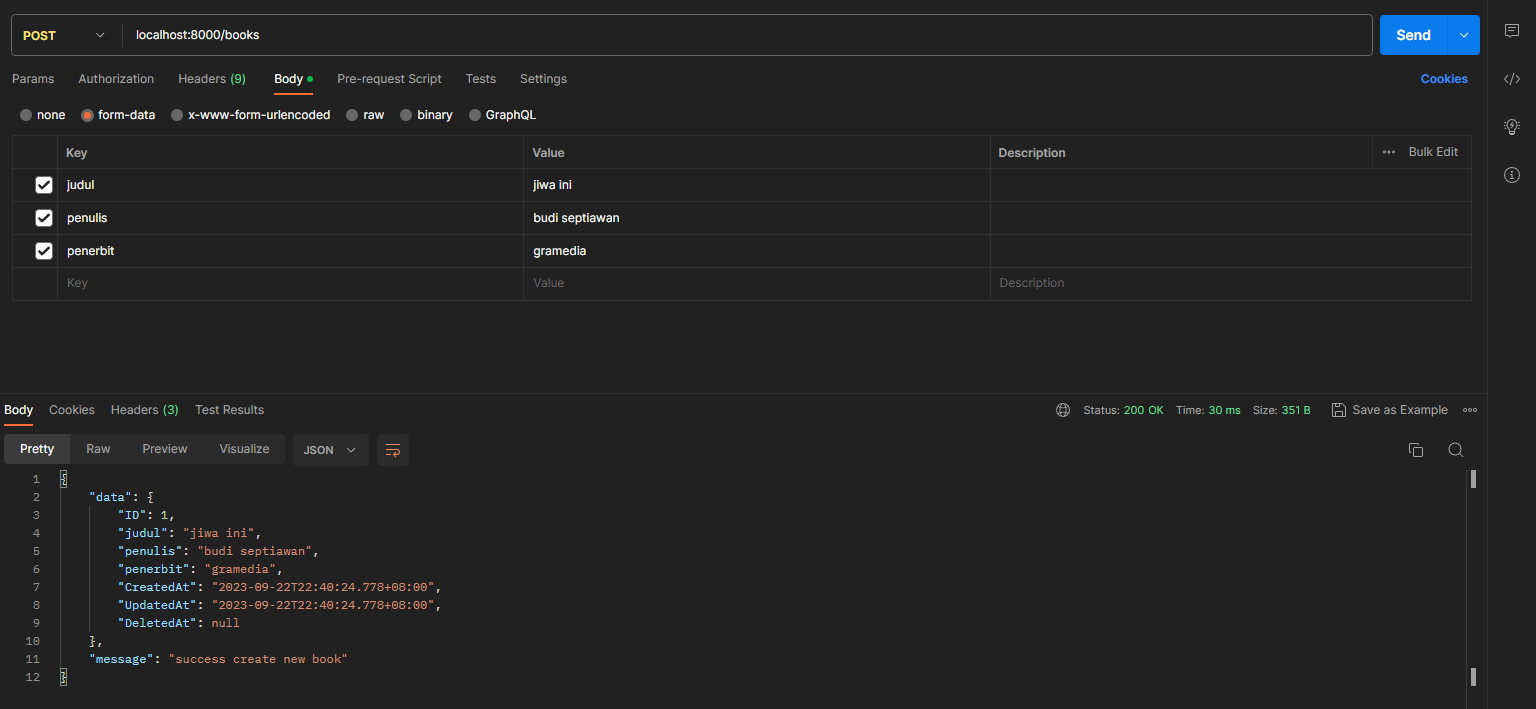 POST localhost:8000/books Send
Params Authorization Headers (9) Body Pre-request Script Tests Settings Cookies
none form-data x-www-form-urlencoded raw binary GraphQL
Key Value Description Bulk Edit
judul jiwa ini
penulis budi septiawan
penerbit gramedia
Key Value Description
Body Cookies Headers (3) Test Results Status: 200 OK Time: 30 ms Size: 351 B Save as Example
Pretty Raw Preview Visualize JSON
1 {
2 "data": {
3 "ID": 1,
4 "judul": "jiwa ini",
5 "penulis": "budi septiawan",
6 "penerbit": "gramedia",
7 "CreatedAt": "2023-09-22T22:40:24.778+08:00",
8 "UpdatedAt": "2023-09-22T22:40:24.778+08:00",
9 "DeletedAt": null
10 },
11 "message": "success create new book"
12 }